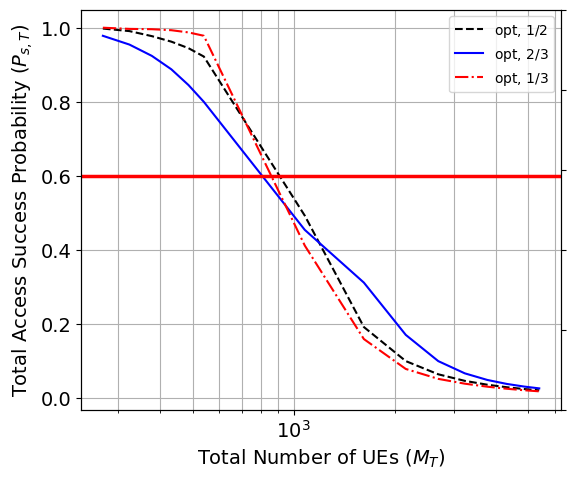 Total Access Success Probability (P_{s,T})
1.0
0.8
0.6
0.4
0.2
0.0
opt, 1/2
opt, 2/3
opt, 1/3
10^3
Total Number of UEs (M_T)